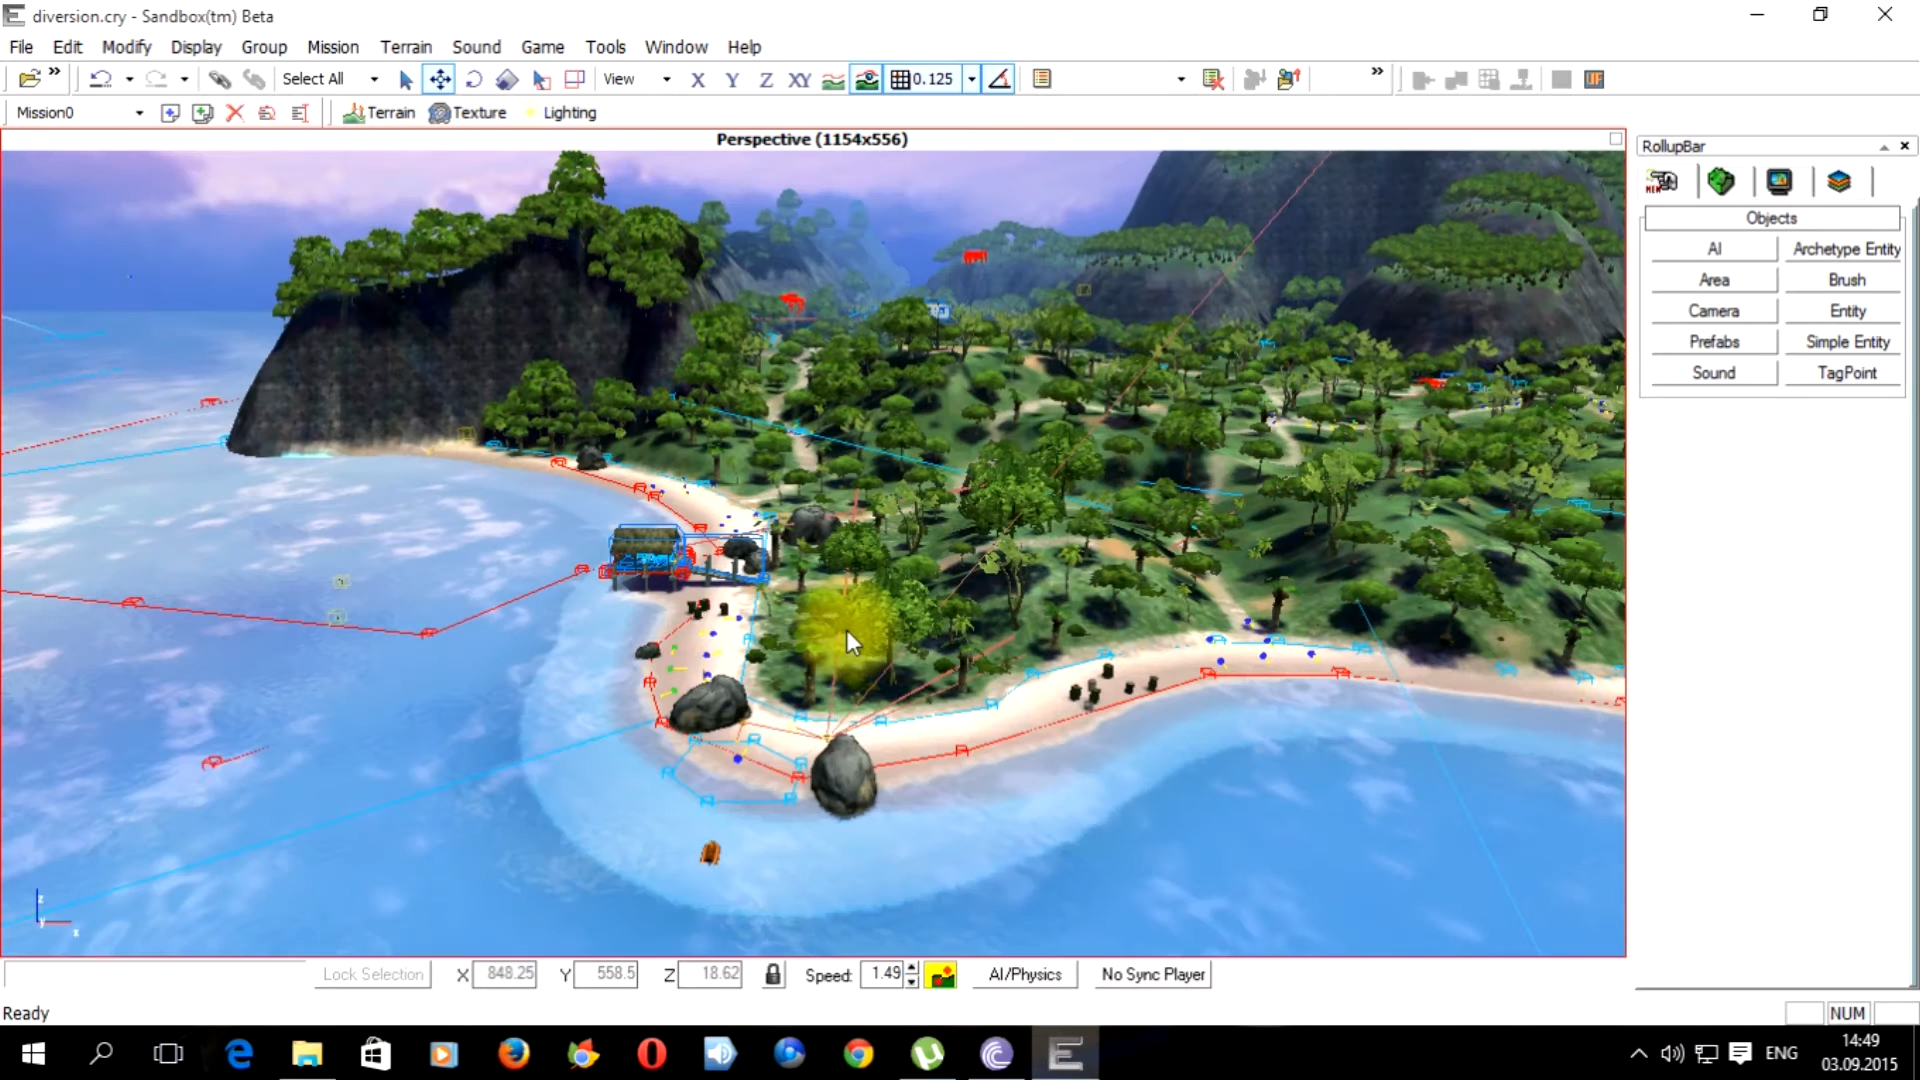 diversion.cry - Sandbox(tm) Beta
File Edit Modify Display Group Mission Terrain Sound Game Tools Window Help
» Select All View X Y Z XY 0.125 »
Mission0 Terrain Texture Lighting
Perspective (1154x556)
RollupBar
Objects
AI Archetype Entity
Area Brush
Camera Entity
Prefabs Simple Entity
Sound TagPoint
z
y x
Lock Selection X 848.25 Y 558.5 Z 18.62 Speed: 1.49 AI/Physics No Sync Player
Ready NUM
ENG 14:49
03.09.2015